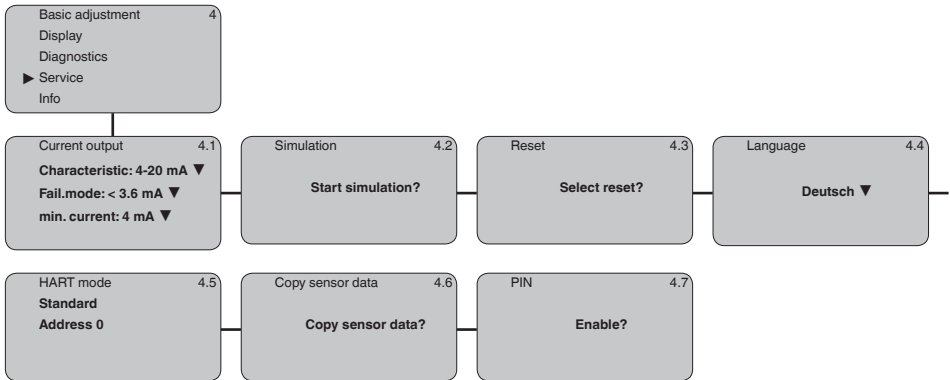 Basic adjustment 4
Display
Diagnostics
▶ Service
Info
Current output 4.1
Characteristic: 4-20 mA ▼
Fail.mode: < 3.6 mA ▼
min. current: 4 mA ▼
Simulation 4.2
Start simulation?
Reset 4.3
Select reset?
Language 4.4
Deutsch ▼
HART mode 4.5
Standard
Address 0
Copy sensor data 4.6
Copy sensor data?
PIN 4.7
Enable?